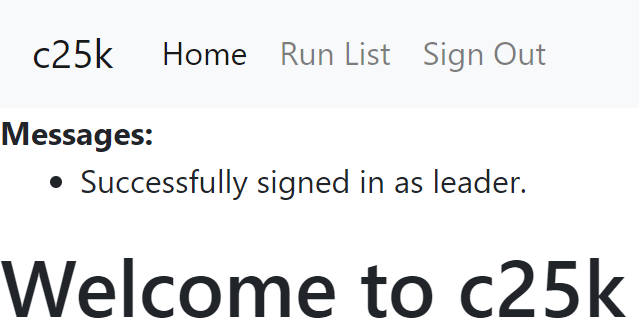 c25k Home Run List Sign Out
Messages:
• Successfully signed in as leader.
Welcome to c25k